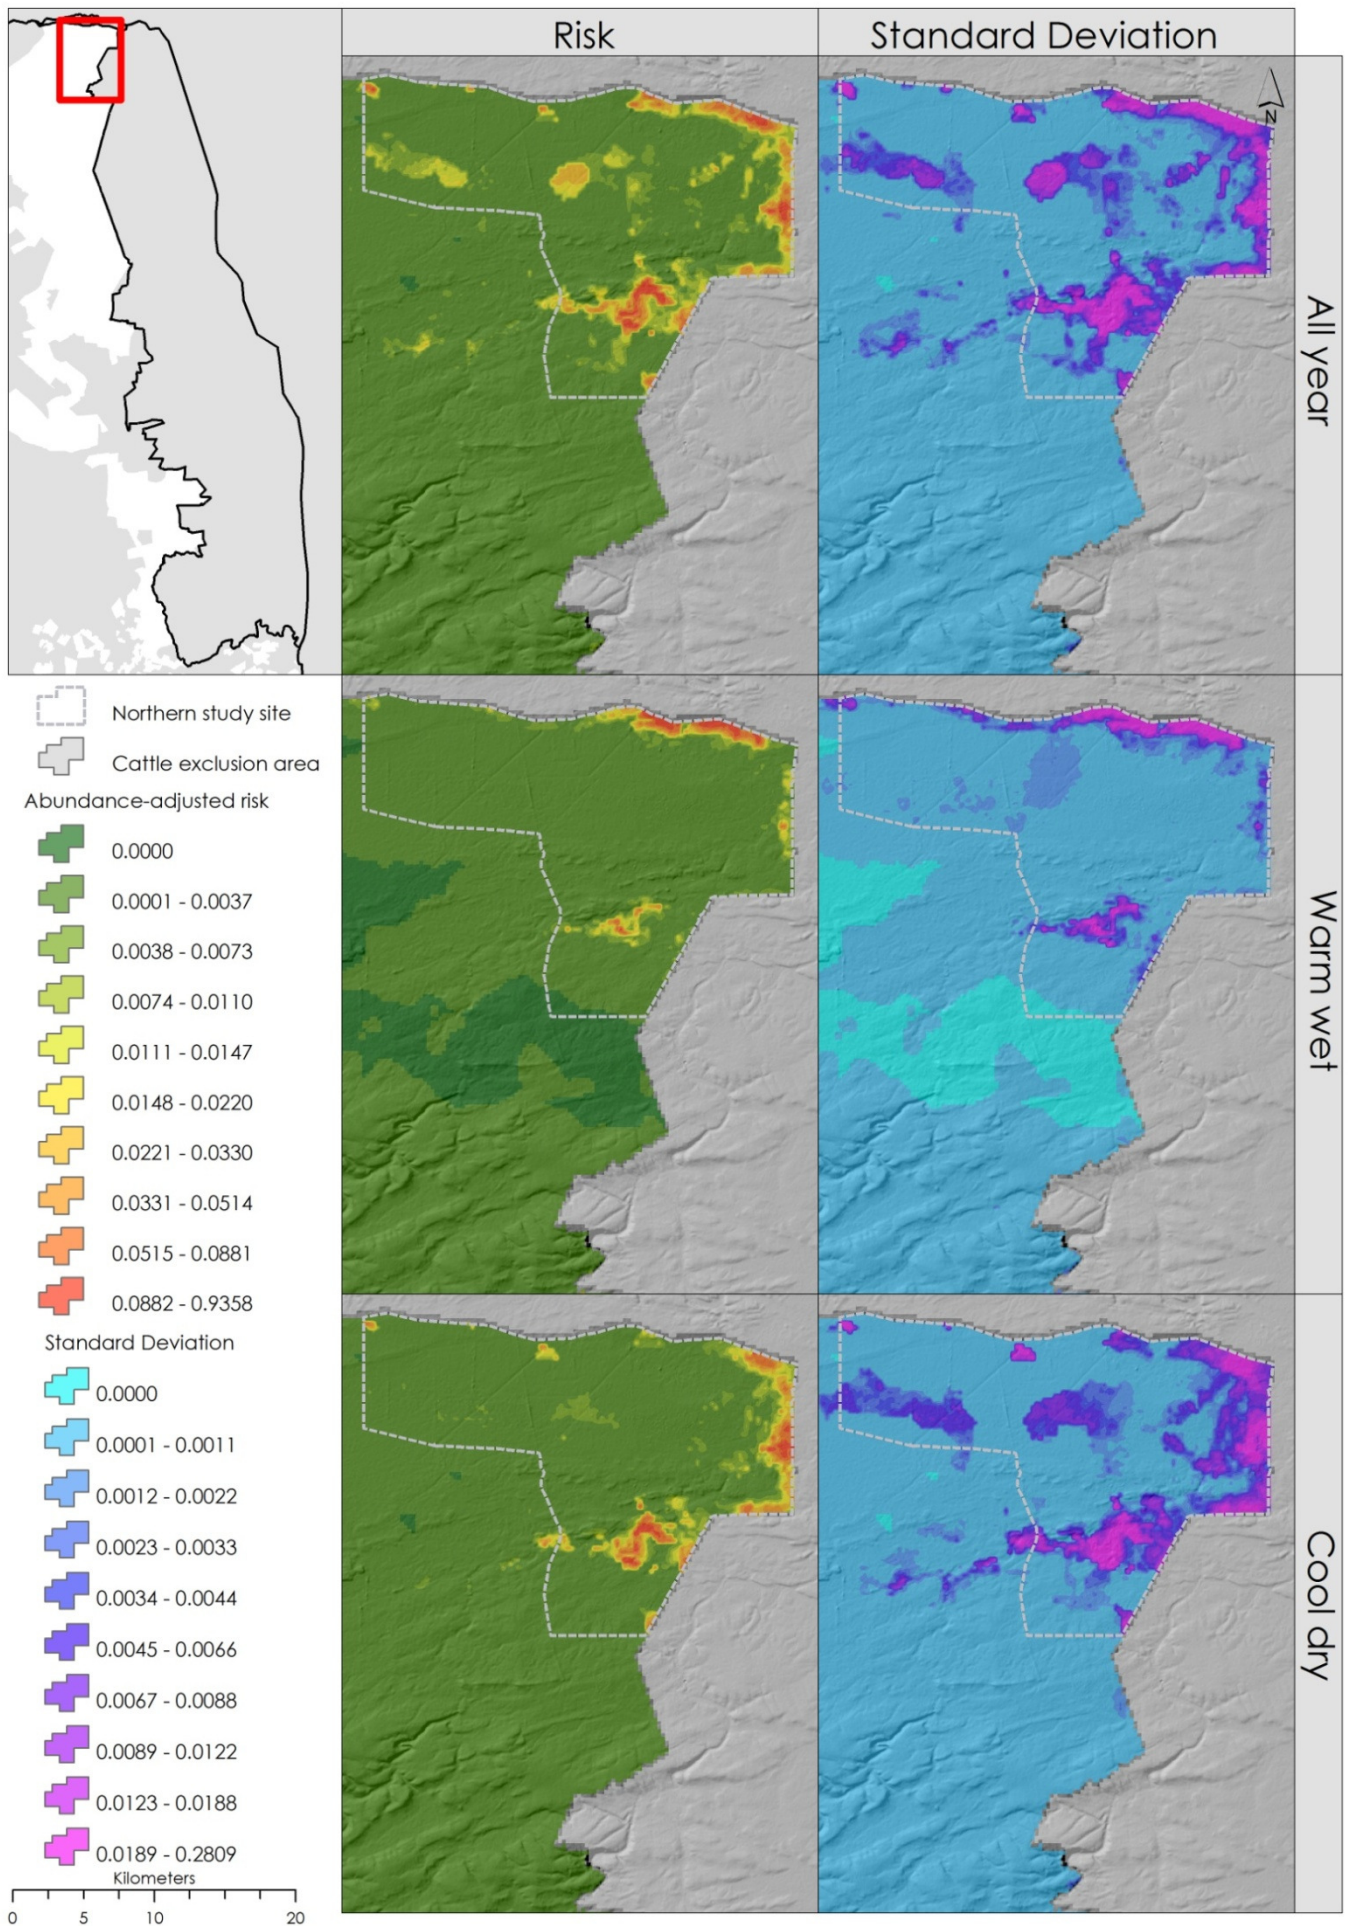 Risk
Standard Deviation
N
All year
Northern study site
Cattle exclusion area
Abundance-adjusted risk
0.0000
0.0001 - 0.0037
0.0038 - 0.0073
0.0074 - 0.0110
0.0111 - 0.0147
0.0148 - 0.0220
0.0221 - 0.0330
0.0331 - 0.0514
0.0515 - 0.0881
0.0882 - 0.9358
Warm wet
Standard Deviation
0.0000
0.0001 - 0.0011
0.0012 - 0.0022
0.0023 - 0.0033
0.0034 - 0.0044
0.0045 - 0.0066
0.0067 - 0.0088
0.0089 - 0.0122
0.0123 - 0.0188
0.0189 - 0.2809
Cool dry
Kilometers
0 5 10 20